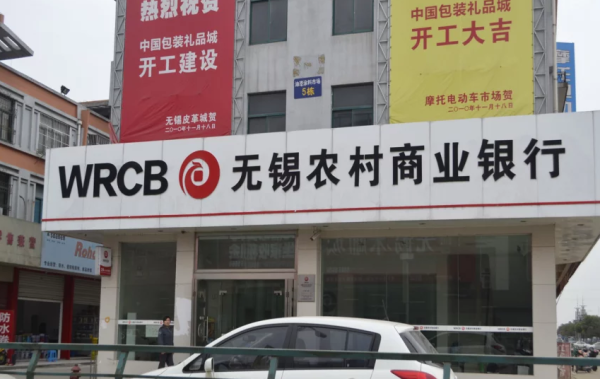 热烈祝贺
中国包装礼品城
开工建设
无锡皮革城贺
二〇一〇年十一月十八日
中国包装礼品城
开工大吉
摩托电动车市场贺
二〇一〇年十一月十八日
5栋
WRCB 无锡农村商业银行
Roha
防
水